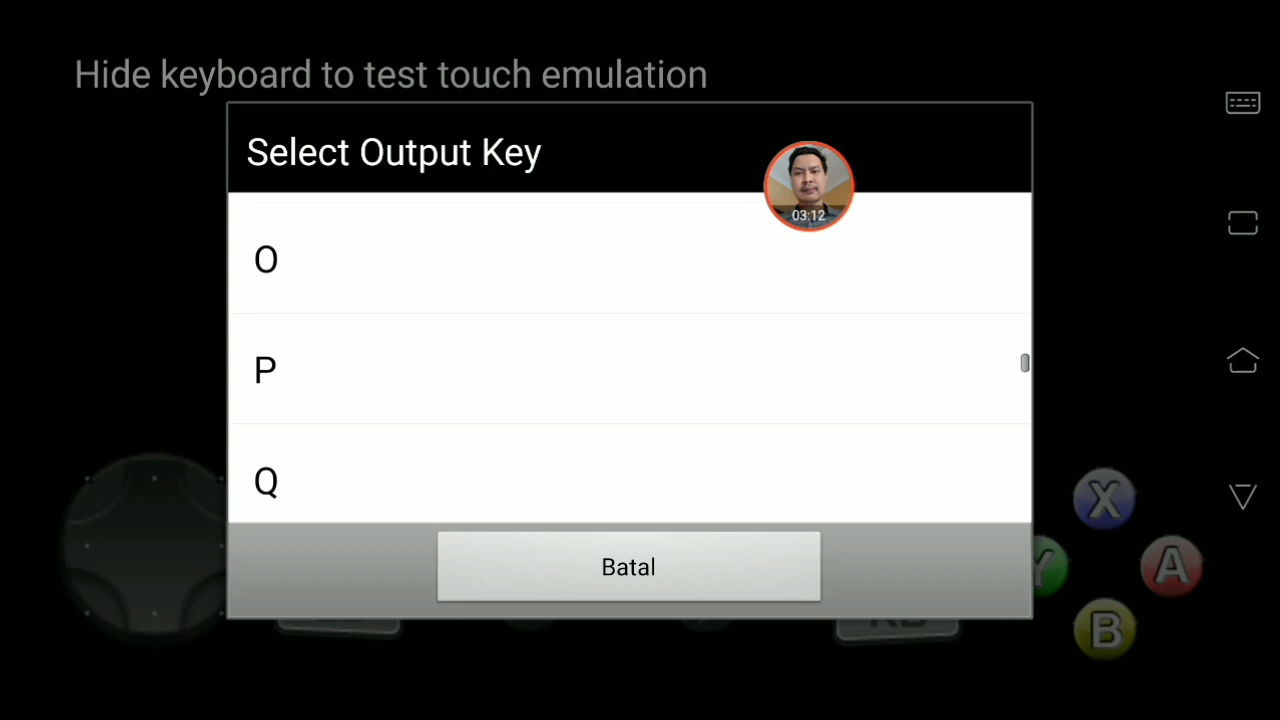 Hide keyboard to test touch emulation
Select Output Key
03:12
O
P
Q
Batal
X
Y
A
B